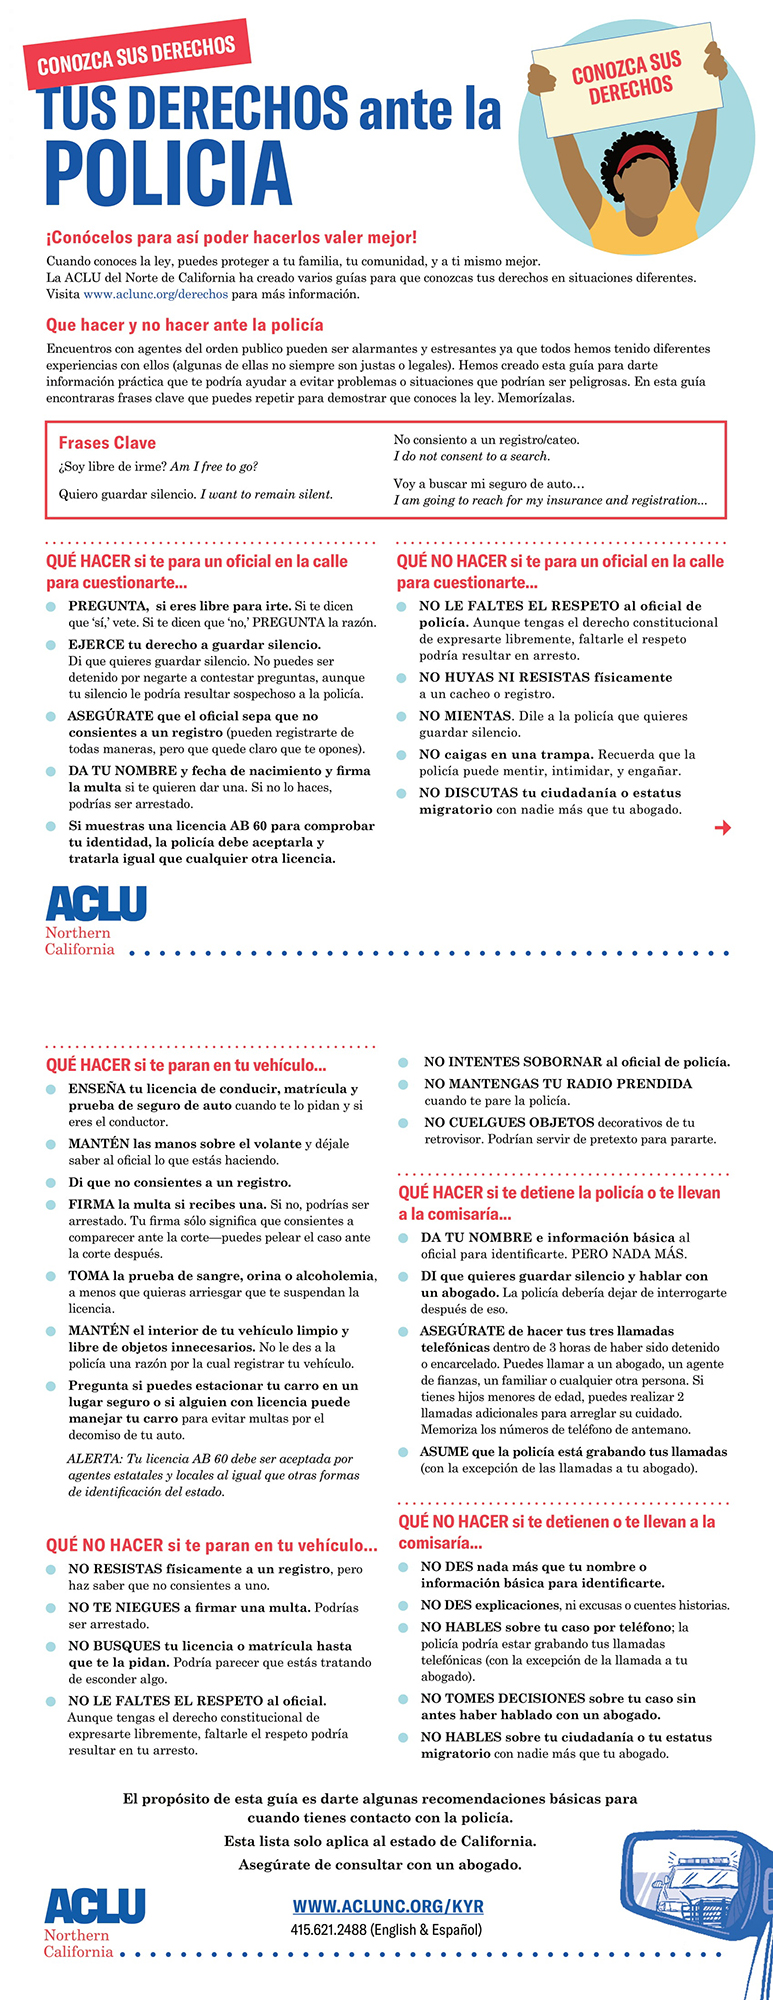 CONOZCA SUS DERECHOS
TUS DERECHOS ante la
POLICIA
CONOZCA SUS
DERECHOS
¡Conócelos para así poder hacerlos valer mejor!
Cuando conoces la ley, puedes proteger a tu familia, tu comunidad, y a ti mismo mejor.
La ACLU del Norte de California ha creado varios guías para que conozcas tus derechos en situaciones diferentes.
Visita www.aclunc.org/derechos para más información.
Que hacer y no hacer ante la policía
Encuentros con agentes del orden publico pueden ser alarmantes y estresantes ya que todos hemos tenido diferentes
experiencias con ellos (algunas de ellas no siempre son justas o legales). Hemos creado esta guía para darte
información práctica que te podría ayudar a evitar problemas o situaciones que podrían ser peligrosas. En esta guía
encontraras frases clave que puedes repetir para demostrar que conoces la ley. Memorízalas.
Frases Clave
¿Soy libre de irme? Am I free to go?
Quiero guardar silencio. I want to remain silent.
No consiento a un registro/cateo.
I do not consent to a search.
Voy a buscar mi seguro de auto…
I am going to reach for my insurance and registration...
QUÉ HACER si te para un oficial en la calle
para cuestionarte...
PREGUNTA, si eres libre para irte. Si te dicen
que ‘sí,’ vete. Si te dicen que ‘no,’ PREGUNTA la razón.
EJERCE tu derecho a guardar silencio.
Di que quieres guardar silencio. No puedes ser
detenido por negarte a contestar preguntas, aunque
tu silencio le podría resultar sospechoso a la policía.
ASEGÚRATE que el oficial sepa que no
consientes a un registro (pueden registrarte de
todas maneras, pero que quede claro que te opones).
DA TU NOMBRE y fecha de nacimiento y firma
la multa si te quieren dar una. Si no lo haces,
podrías ser arrestado.
Si muestras una licencia AB 60 para comprobar
tu identidad, la policía debe aceptarla y
tratarla igual que cualquier otra licencia.
QUÉ NO HACER si te para un oficial en la calle
para cuestionarte...
NO LE FALTES EL RESPETO al oficial de
policía. Aunque tengas el derecho constitucional
de expresarte libremente, faltarle el respeto
podría resultar en arresto.
NO HUYAS NI RESISTAS físicamente
a un cacheo o registro.
NO MIENTAS. Dile a la policía que quieres
guardar silencio.
NO caigas en una trampa. Recuerda que la
policía puede mentir, intimidar, y engañar.
NO DISCUTAS tu ciudadanía o estatus
migratorio con nadie más que tu abogado.
ACLU
Northern
California
QUÉ HACER si te paran en tu vehículo...
ENSEÑA tu licencia de conducir, matrícula y
prueba de seguro de auto cuando te lo pidan y si
eres el conductor.
MANTÉN las manos sobre el volante y déjale
saber al oficial lo que estás haciendo.
Di que no consientes a un registro.
FIRMA la multa si recibes una. Si no, podrías ser
arrestado. Tu firma sólo significa que consientes a
comparecer ante la corte—puedes pelear el caso ante
la corte después.
TOMA la prueba de sangre, orina o alcoholemia,
a menos que quieras arriesgar que te suspendan la
licencia.
MANTÉN el interior de tu vehículo limpio y
libre de objetos innecesarios. No le des a la
policía una razón por la cual registrar tu vehículo.
Pregunta si puedes estacionar tu carro en un
lugar seguro o si alguien con licencia puede
manejar tu carro para evitar multas por el
decomiso de tu auto.
ALERTA: Tu licencia AB 60 debe ser aceptada por
agentes estatales y locales al igual que otras formas
de identificación del estado.
QUÉ NO HACER si te paran en tu vehículo...
NO RESISTAS físicamente a un registro, pero
haz saber que no consientes a uno.
NO TE NIEGUES a firmar una multa. Podrías
ser arrestado.
NO BUSQUES tu licencia o matrícula hasta
que te la pidan. Podría parecer que estás tratando
de esconder algo.
NO LE FALTES EL RESPETO al oficial.
Aunque tengas el derecho constitucional de
expresarte libremente, faltarle el respeto podría
resultar en tu arresto.
NO INTENTES SOBORNAR al oficial de policía.
NO MANTENGAS TU RADIO PRENDIDA
cuando te pare la policía.
NO CUELGUES OBJETOS decorativos de tu
retrovisor. Podrían servir de pretexto para pararte.
QUÉ HACER si te detiene la policía o te llevan
a la comisaría...
DA TU NOMBRE e información básica al
oficial para identificarte. PERO NADA MÁS.
DI que quieres guardar silencio y hablar con
un abogado. La policía debería dejar de interrogarte
después de eso.
ASEGÚRATE de hacer tus tres llamadas
telefónicas dentro de 3 horas de haber sido detenido
o encarcelado. Puedes llamar a un abogado, un agente
de fianzas, un familiar o cualquier otra persona. Si
tienes hijos menores de edad, puedes realizar 2
llamadas adicionales para arreglar su cuidado.
Memoriza los números de teléfono de antemano.
ASUME que la policía está grabando tus llamadas
(con la excepción de las llamadas a tu abogado).
QUÉ NO HACER si te detienen o te llevan a la
comisaría...
NO DES nada más que tu nombre o
información básica para identificarte.
NO DES explicaciones, ni excusas o cuentes historias.
NO HABLES sobre tu caso por teléfono; la
policía podría estar grabando tus llamadas
telefónicas (con la excepción de la llamada a tu
abogado).
NO TOMES DECISIONES sobre tu caso sin
antes haber hablado con un abogado.
NO HABLES sobre tu ciudadanía o tu estatus
migratorio con nadie más que tu abogado.
El propósito de esta guía es darte algunas recomendaciones básicas para
cuando tienes contacto con la policía.
Esta lista solo aplica al estado de California.
Asegúrate de consultar con un abogado.
ACLU
Northern
California
WWW.ACLUNC.ORG/KYR
415.621.2488 (English & Español)